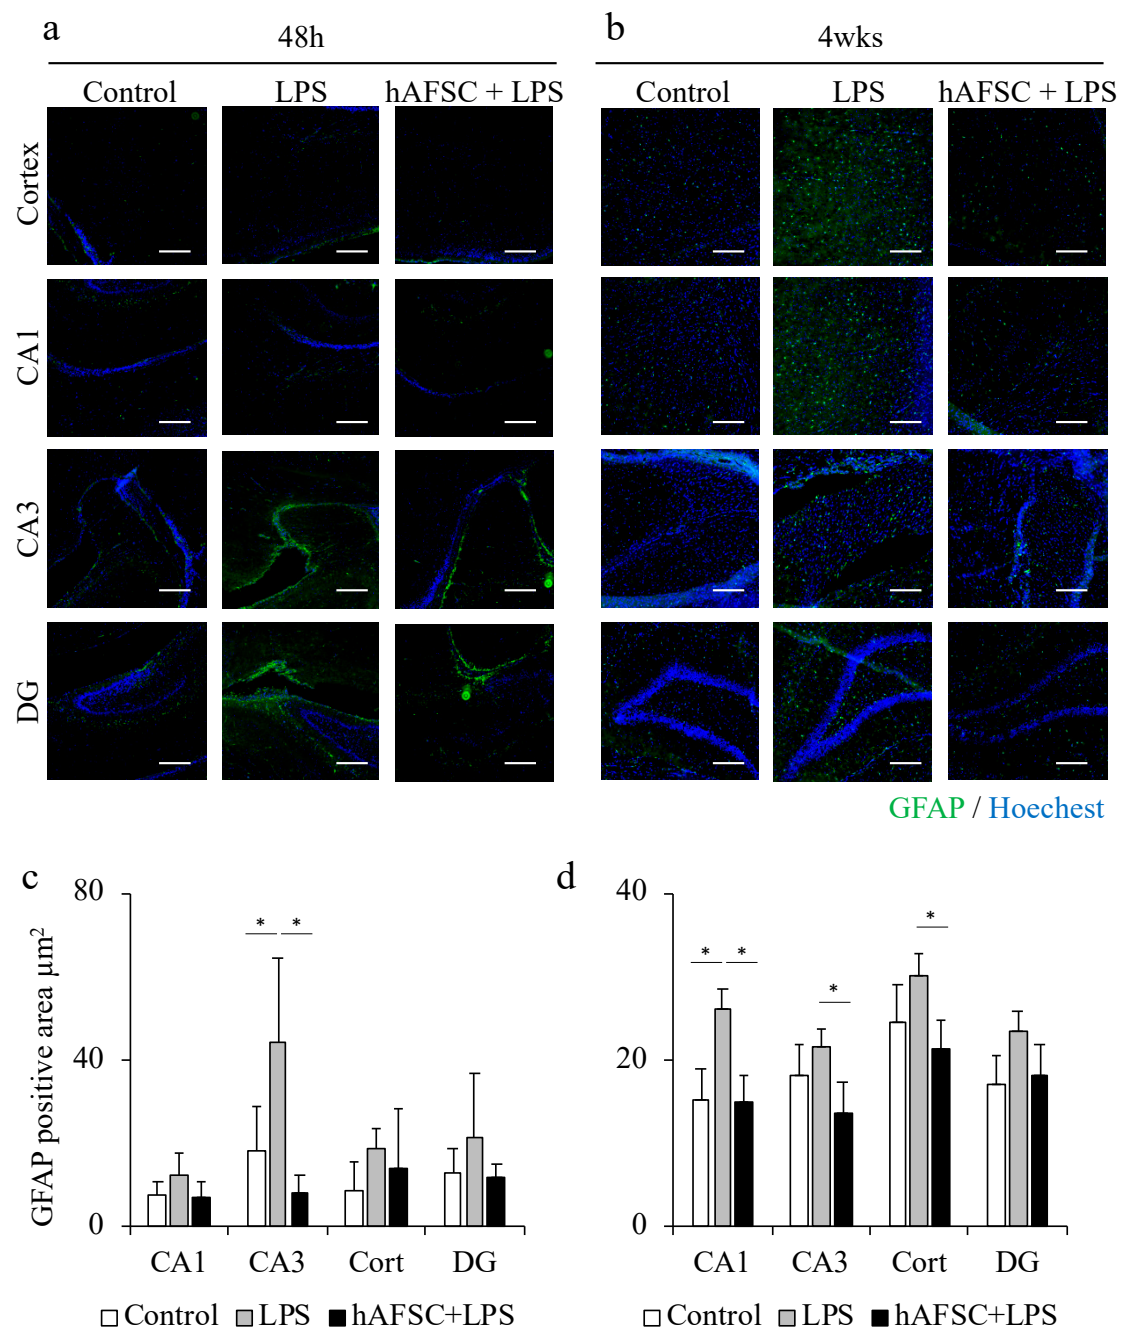 a
48h
Control LPS hAFSC + LPS
Cortex
CA1
CA3
DG
b
4wks
Control LPS hAFSC + LPS
GFAP / Hoechest
c
GFAP positive area μm²
80
40
0
* *
CA1 CA3 Cort DG
Control LPS hAFSC+LPS
d
40
20
0
* * * *
CA1 CA3 Cort DG
Control LPS hAFSC+LPS